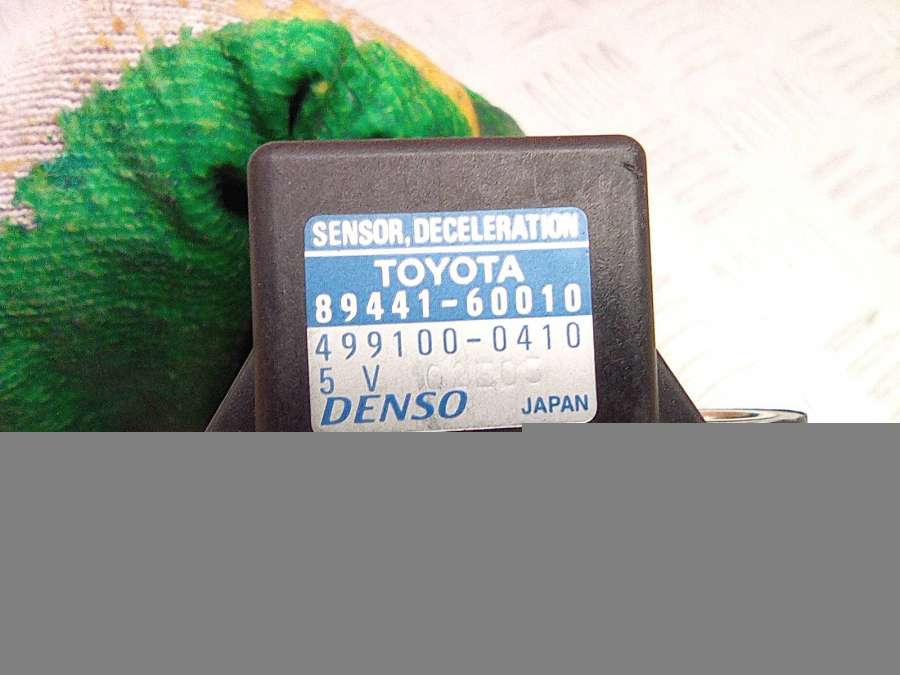 SENSOR, DECELERATION
TOYOTA
89441-60010
499100-0410
5 V
DENSO JAPAN